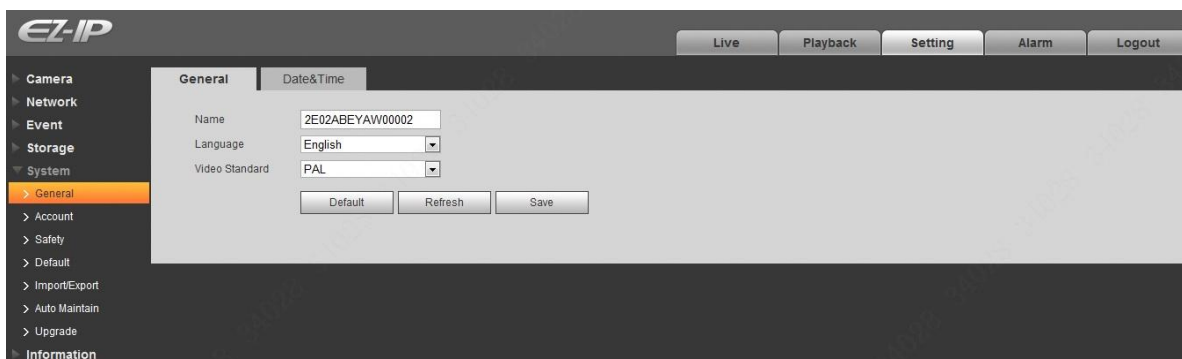 EZ-IP
Live Playback Setting Alarm Logout
Camera
Network
Event
Storage
System
General
Account
Safety
Default
Import/Export
Auto Maintain
Upgrade
Information
General Date&Time
Name 2E02ABEYAW00002
Language English
Video Standard PAL
Default Refresh Save